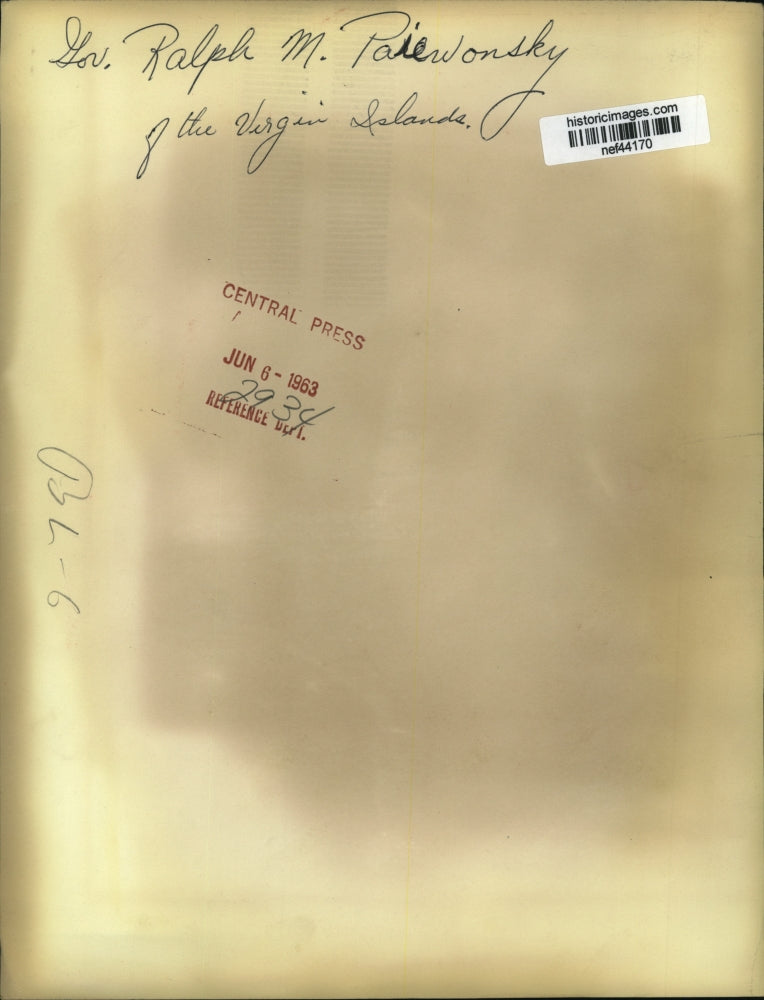 Gov. Ralph M. Paiewonsky
of the Virgin Islands.
historicimages.com
nef44170
CENTRAL PRESS
JUN 6 - 1963
2934
REFERENCE DEPT.